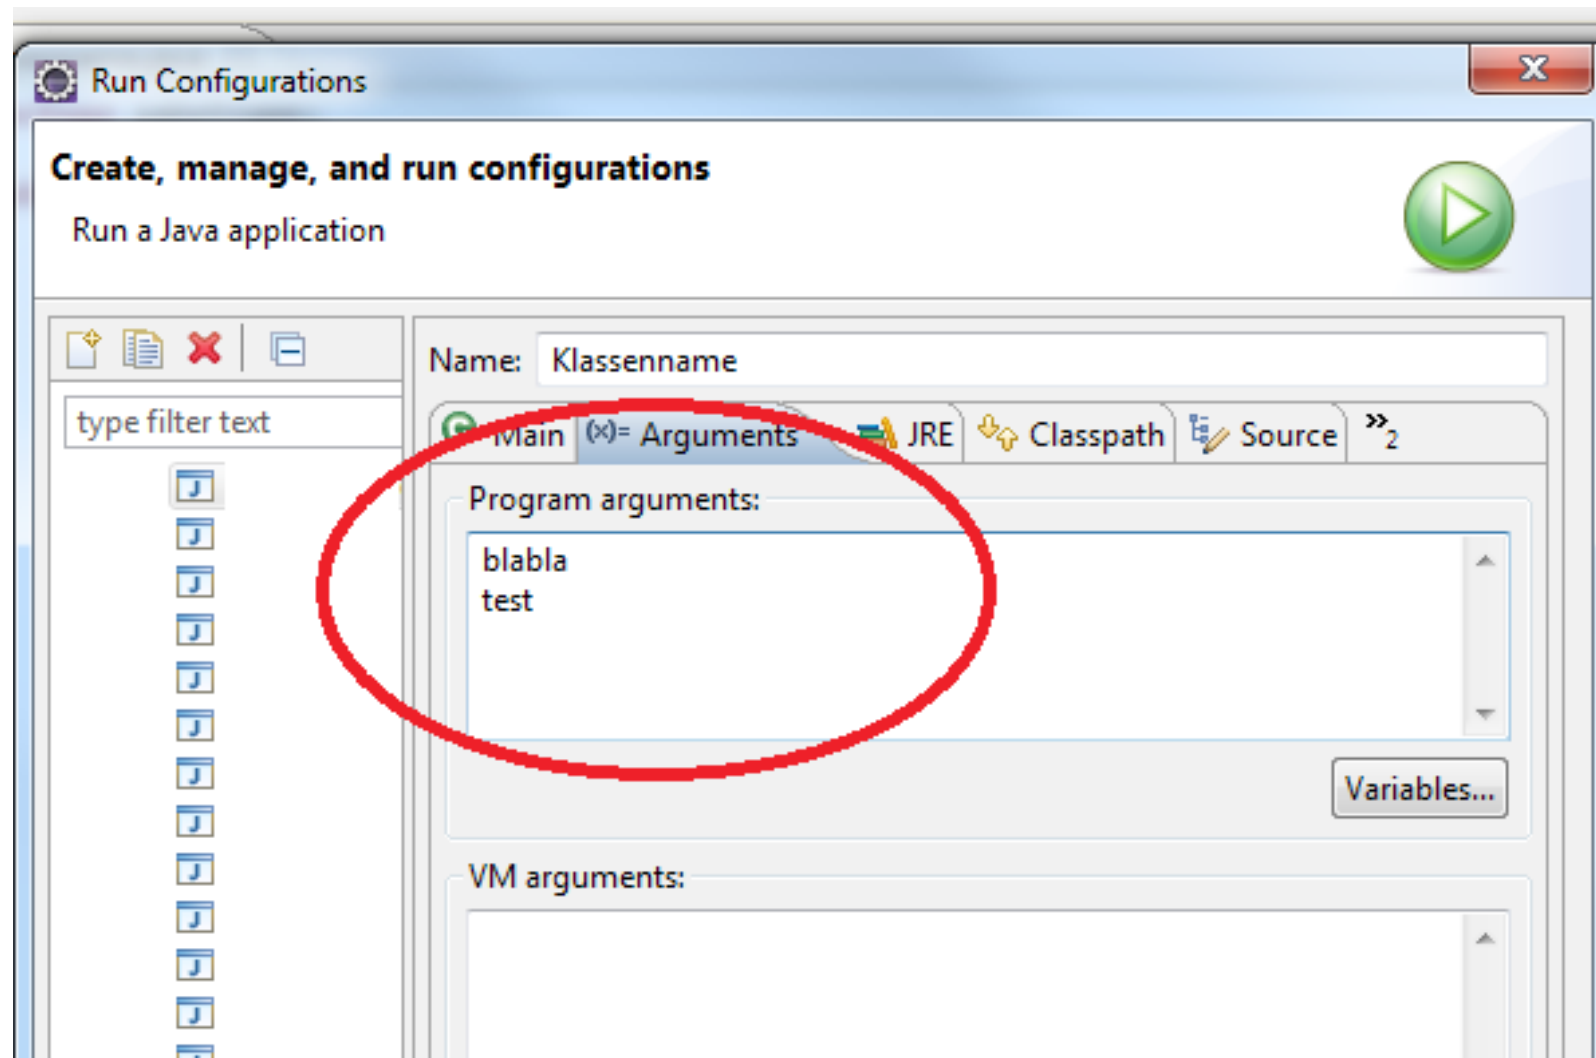 Run Configurations
Create, manage, and run configurations
Run a Java application
Name: Klassenname
type filter text
Main (x)= Arguments JRE Classpath Source »2
Program arguments:
blabla
test
Variables...
VM arguments: